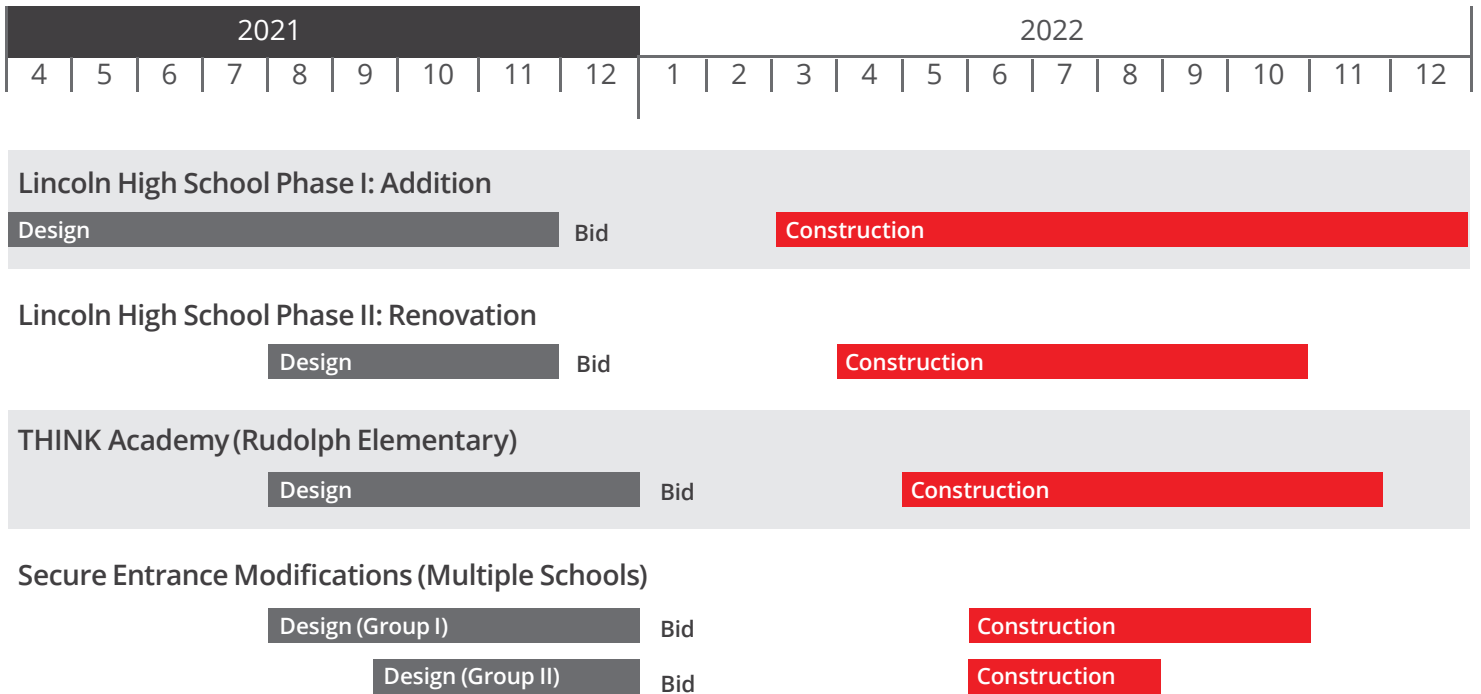 2021 2022
4 5 6 7 8 9 10 11 12 1 2 3 4 5 6 7 8 9 10 11 12
Lincoln High School Phase I: Addition
Design Bid Construction
Lincoln High School Phase II: Renovation
Design Bid Construction
THINK Academy (Rudolph Elementary)
Design Bid Construction
Secure Entrance Modifications (Multiple Schools)
Design (Group I) Bid Construction
Design (Group II) Bid Construction